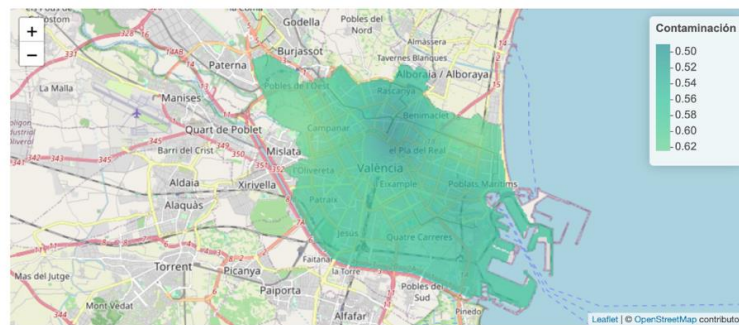 Godella
Pobles del
Nord
Burjassot
Almàssera
Tavernes Blanques
Paterna
Alboraia / Alboraya
Pobles de l'Oest
Rascanya
La Malla
Manises
Benimaclet
Campanar
Quart de Poblet
Barri del Crist
Mislata
el Pla del Real
València
Aldaia
Xirivella
l'Olivereta
l'Eixample
Poblats Marítims
Alaquàs
Patraix
Jesús
Quatre Carreres
Faitanar
Mas del Jutge
Torrent
Picanya
la Torre
Paiporta
Pobles del
Sud
Mont-Vedat
Alfafar
Pinedo
+
−
Contaminación
0.50
0.52
0.54
0.56
0.58
0.60
0.62
Leaflet | © OpenStreetMap contributo